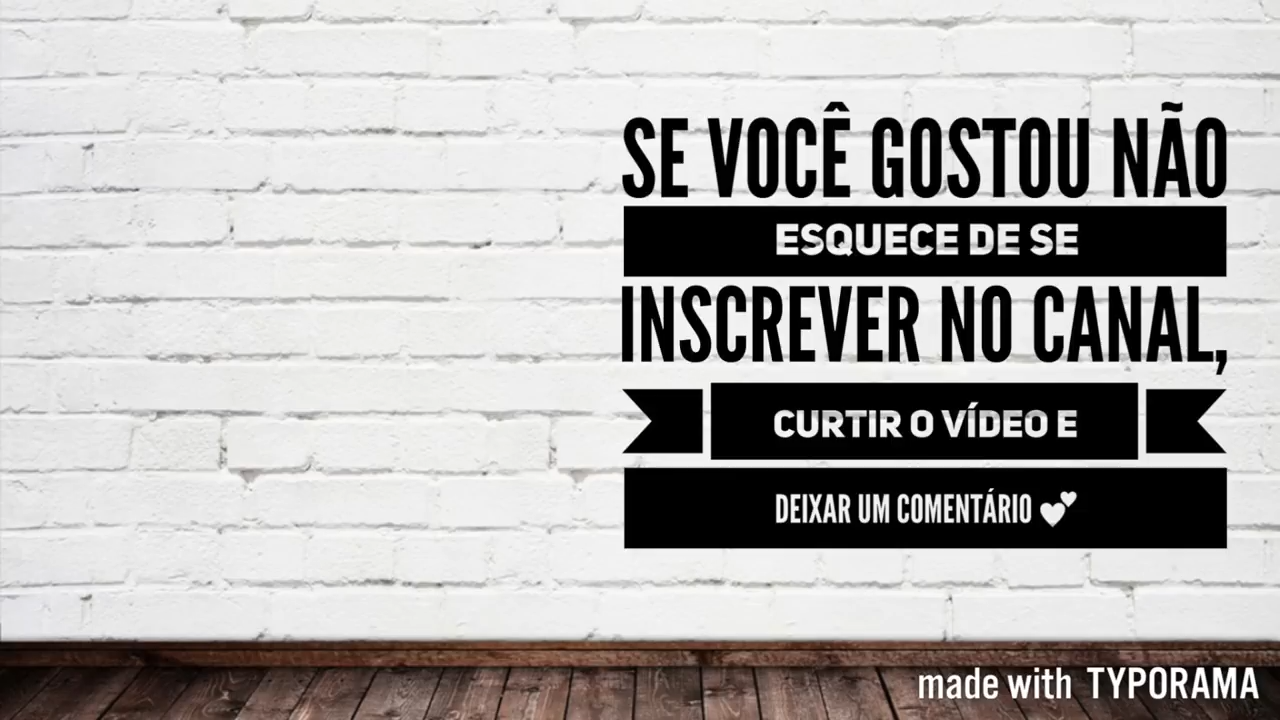 SE VOCÊ GOSTOU NÃO
ESQUECE DE SE
INSCREVER NO CANAL,
CURTIR O VÍDEO E
DEIXAR UM COMENTÁRIO 💕
made with TYPORAMA